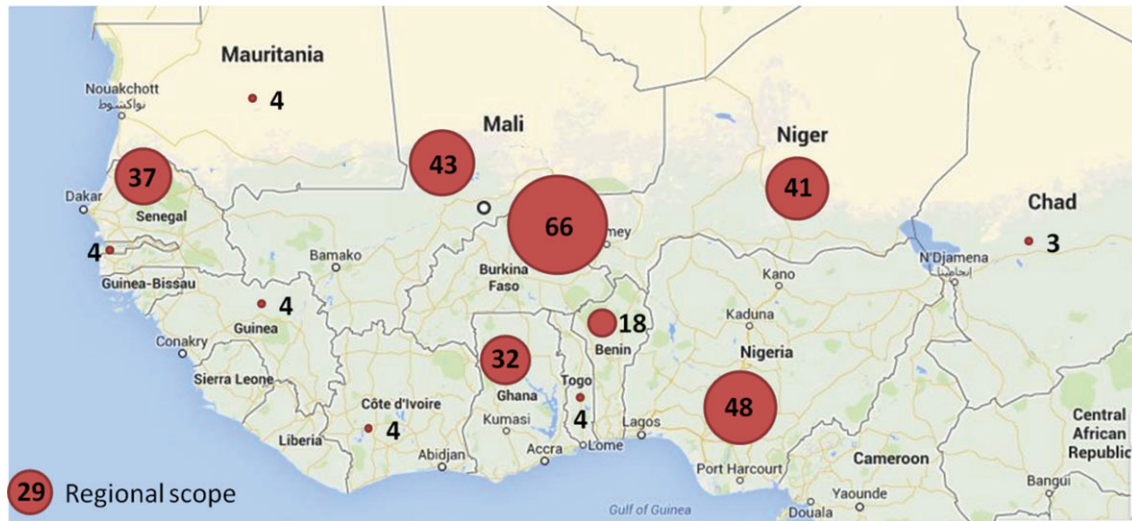 Mauritania
Nouakchott
نواكشوط
4
Mali
Niger
43
37
41
Dakar
Senegal
66
mey
Chad
3
4
Bamako
Burkina
Faso
Kano
N'Djamena
إنجامينا
Guinea-Bissau
4
Guinea
Kaduna
18
Benin
Nigeria
Conakry
32
Sierra Leone
Togo
Ghana
Côte d'Ivoire
4
Kumasi
4
48
Lagos
Liberia
Central
African
Republic
Abidjan
Accra
Lome
Cameroon
Port Harcourt
29 Regional scope
Gulf of Guinea
Yaounde
Douala
Bangui